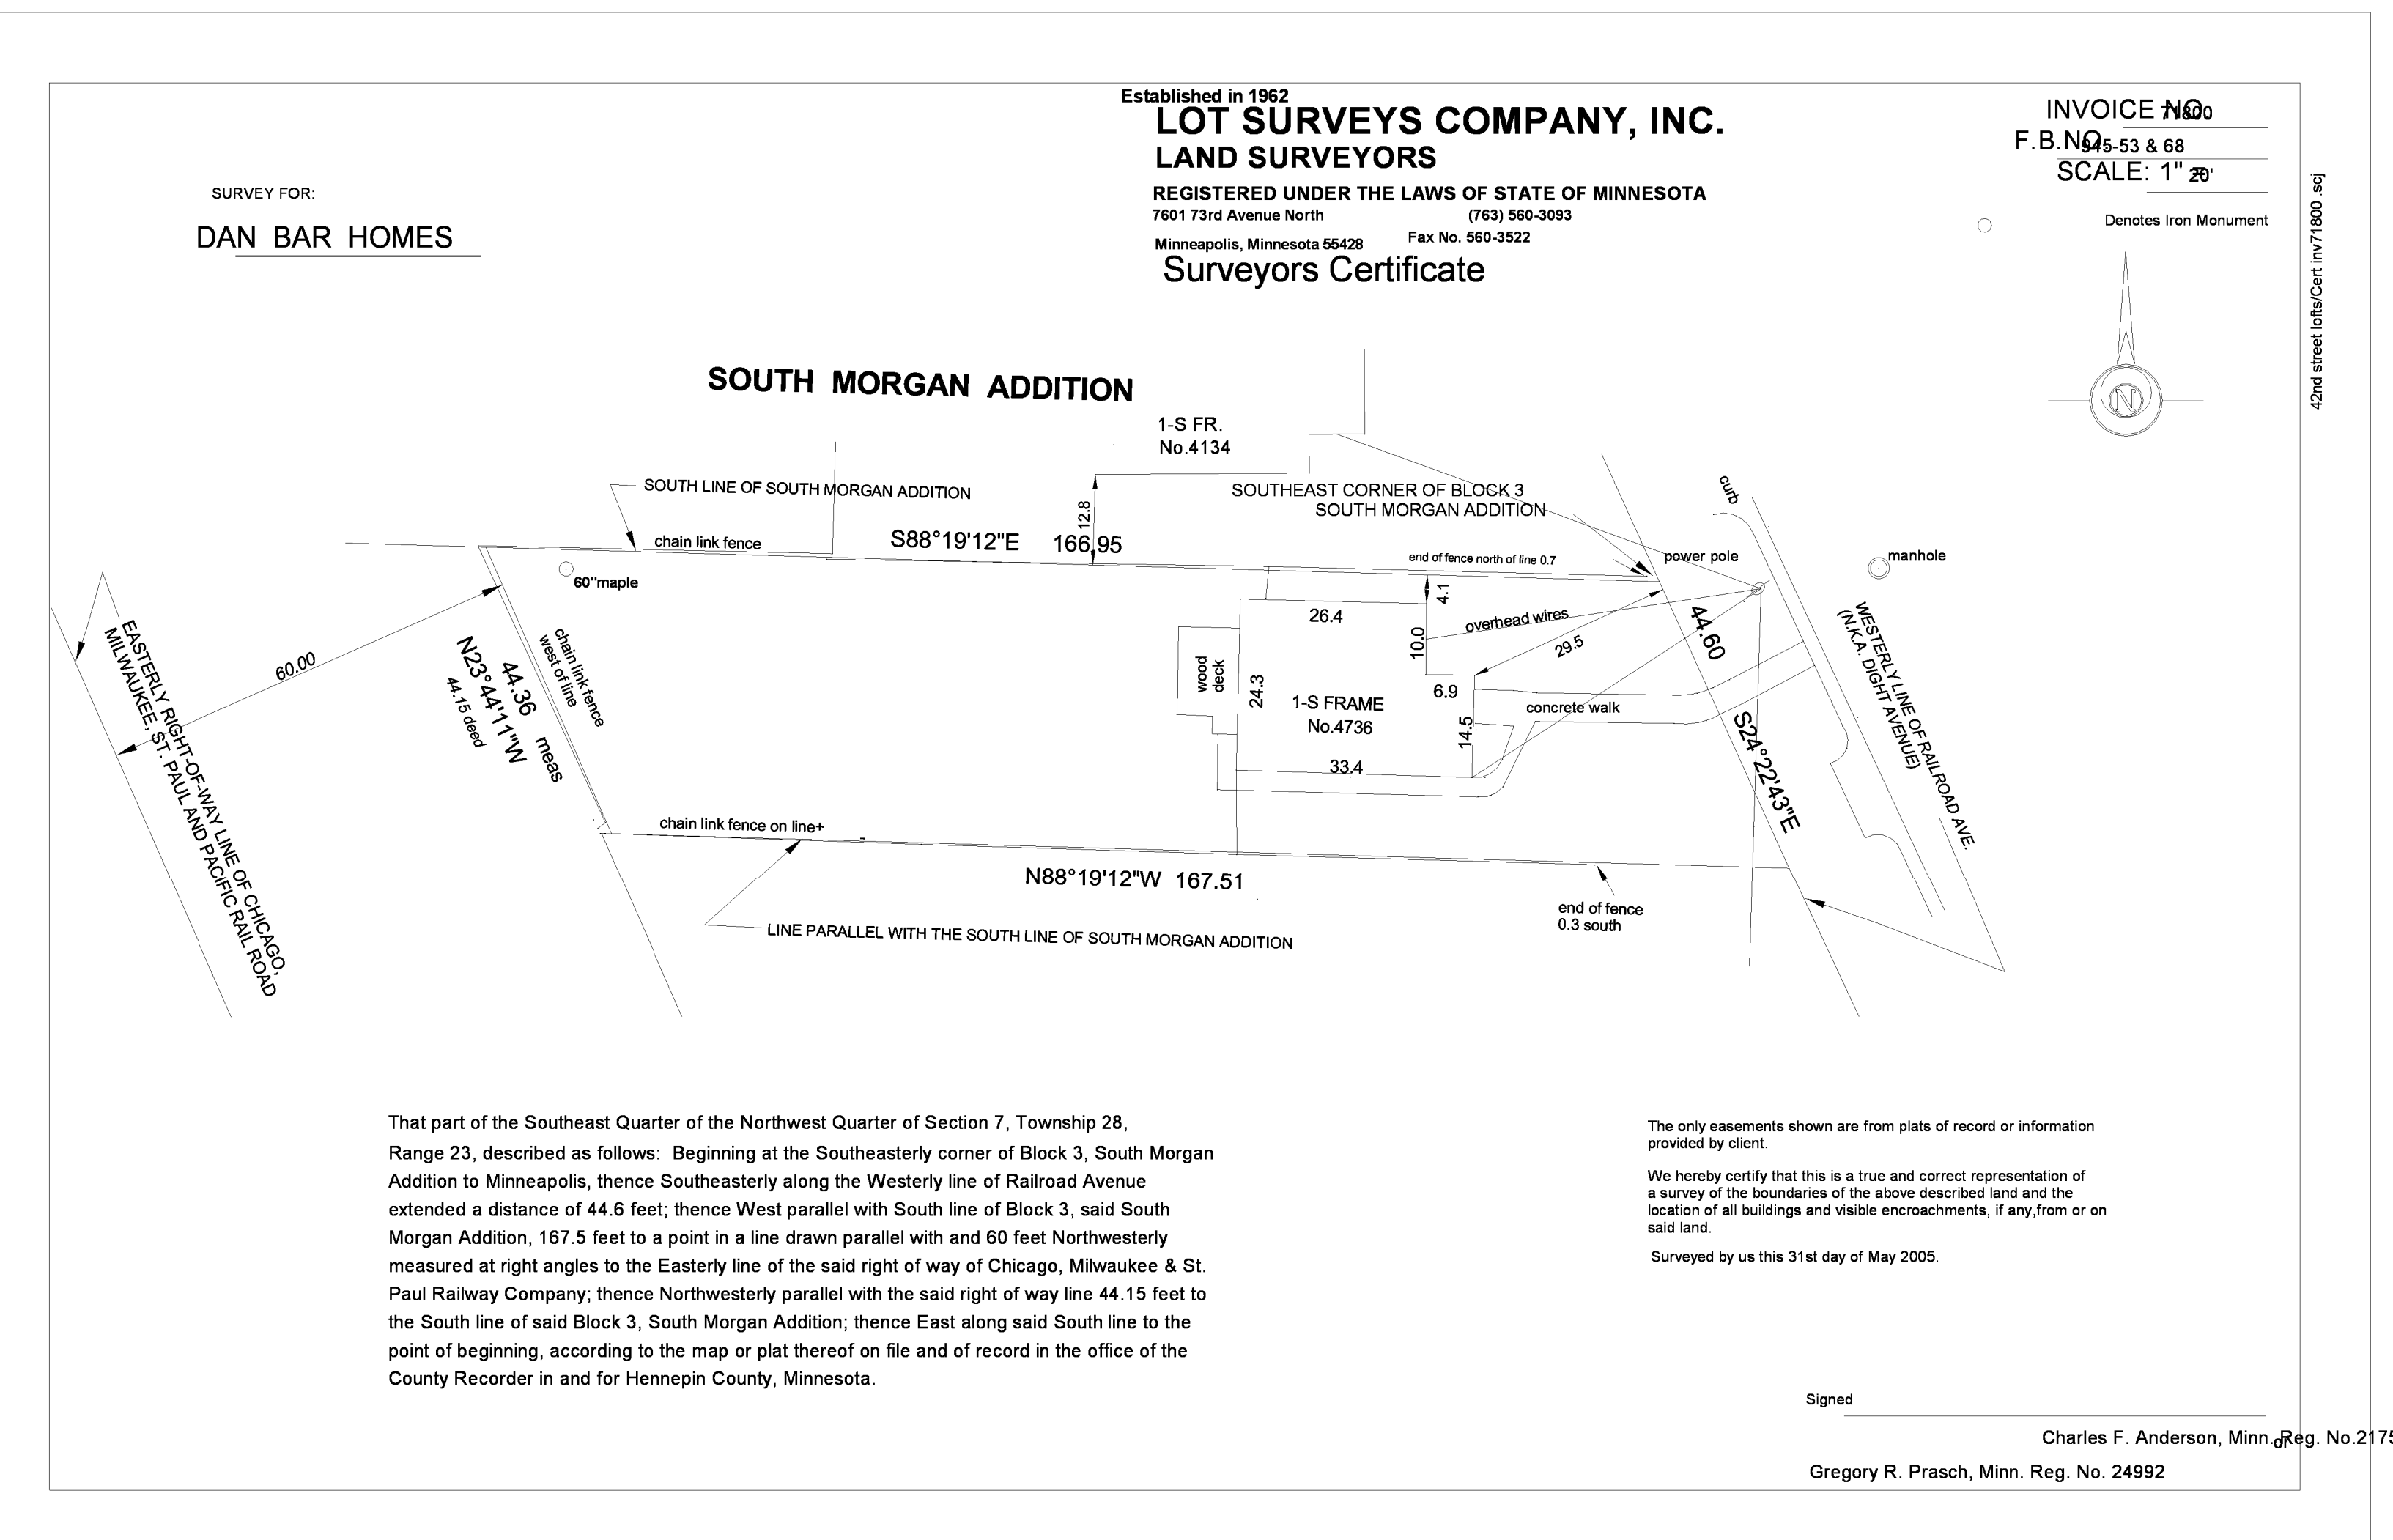 Established in 1962
LOT SURVEYS COMPANY, INC.
LAND SURVEYORS
REGISTERED UNDER THE LAWS OF STATE OF MINNESOTA
7601 73rd Avenue North (763) 560-3093
Minneapolis, Minnesota 55428 Fax No. 560-3522
Surveyors Certificate
INVOICE NO. 71800
F.B.NO. 945-53 & 68
SCALE: 1" = 20'
Denotes Iron Monument
42nd street lofts/Cert inv71800 .scj
SURVEY FOR:
DAN BAR HOMES
N
SOUTH MORGAN ADDITION
1-S FR.
No.4134
SOUTH LINE OF SOUTH MORGAN ADDITION
12.8
SOUTHEAST CORNER OF BLOCK 3
SOUTH MORGAN ADDITION
curb
chain link fence
S88°19'12"E 166.95
end of fence north of line 0.7
power pole
manhole
60"maple
4.1
26.4
overhead wires
10.0
29.5
44.60
WESTERLY LINE OF RAILROAD AVE.
(N.K.A. DIGHT AVENUE)
EASTERLY RIGHT-OF-WAY LINE OF CHICAGO,
MILWAUKEE, ST. PAUL AND PACIFIC RAIL ROAD
60.00
chain link fence
west of line
44.36 meas
N23°44'11"W
44.15 deed
wood
deck
24.3
6.9
1-S FRAME
No.4736
concrete walk
14.5
33.4
S24°22'43"E
chain link fence on line+
-
N88°19'12"W 167.51
end of fence
0.3 south
LINE PARALLEL WITH THE SOUTH LINE OF SOUTH MORGAN ADDITION
That part of the Southeast Quarter of the Northwest Quarter of Section 7, Township 28,
Range 23, described as follows: Beginning at the Southeasterly corner of Block 3, South Morgan
Addition to Minneapolis, thence Southeasterly along the Westerly line of Railroad Avenue
extended a distance of 44.6 feet; thence West parallel with South line of Block 3, said South
Morgan Addition, 167.5 feet to a point in a line drawn parallel with and 60 feet Northwesterly
measured at right angles to the Easterly line of the said right of way of Chicago, Milwaukee & St.
Paul Railway Company; thence Northwesterly parallel with the said right of way line 44.15 feet to
the South line of said Block 3, South Morgan Addition; thence East along said South line to the
point of beginning, according to the map or plat thereof on file and of record in the office of the
County Recorder in and for Hennepin County, Minnesota.
The only easements shown are from plats of record or information
provided by client.
We hereby certify that this is a true and correct representation of
a survey of the boundaries of the above described land and the
location of all buildings and visible encroachments, if any,from or on
said land.
Surveyed by us this 31st day of May 2005.
Signed
Charles F. Anderson, Minn. Reg. No.2175
or
Gregory R. Prasch, Minn. Reg. No. 24992